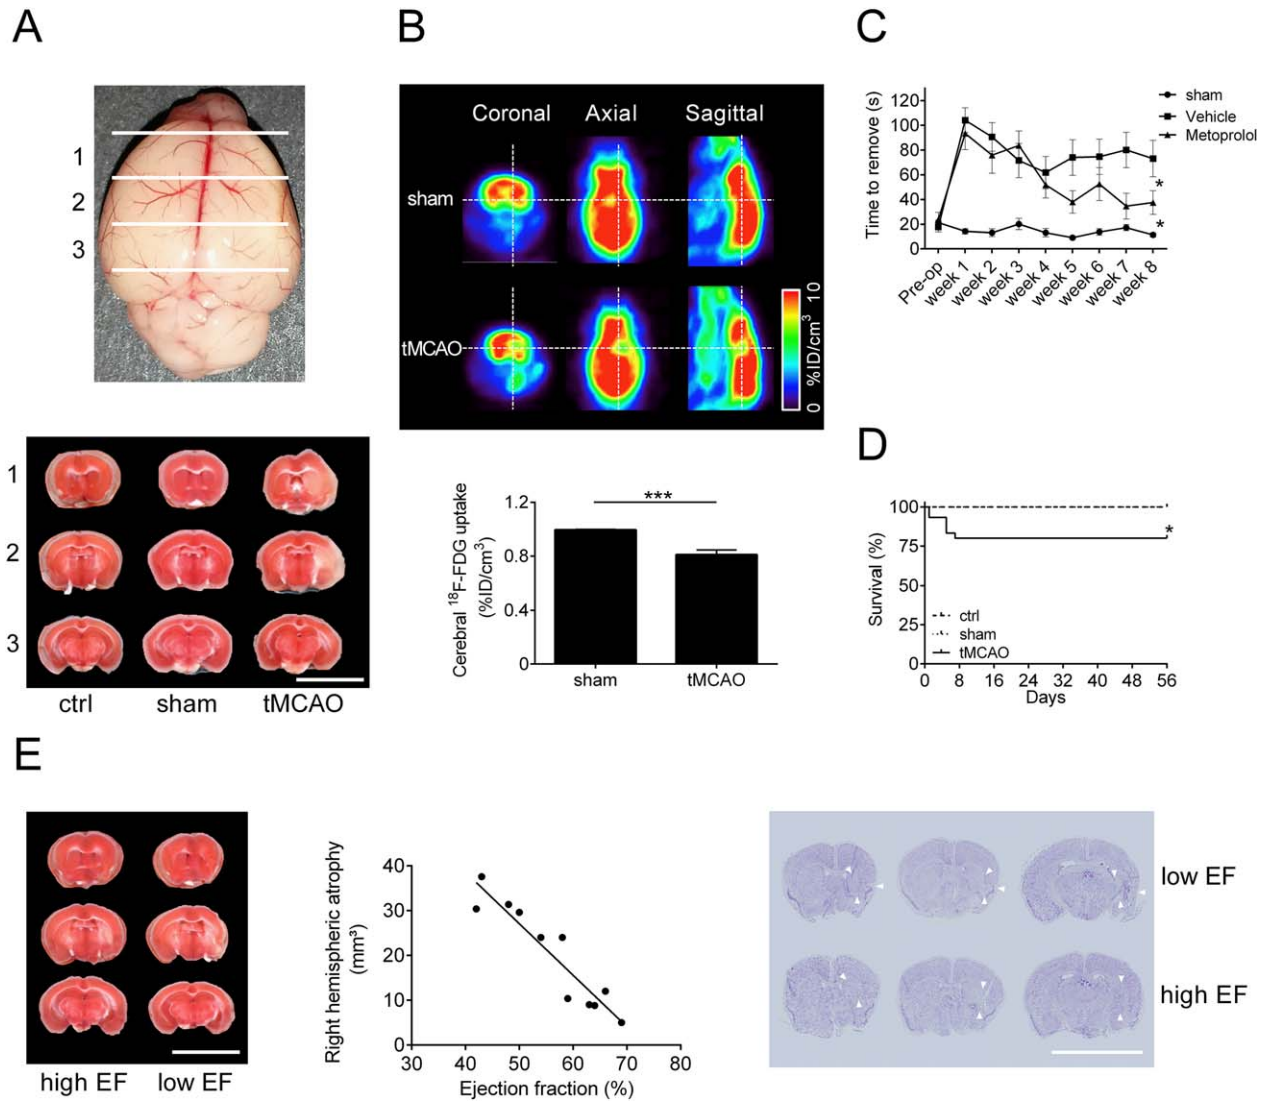 A
1
2
3
1
2
3
ctrl sham tMCAO
B
Coronal Axial Sagittal
sham
tMCAO
0 %ID/cm³ 10
***
Cerebral ¹⁸F-FDG uptake
(%ID/cm³)
1.2
0.8
0.4
0
sham tMCAO
C
Time to remove (s)
120
100
80
60
40
20
0
Pre-op week 1 week 2 week 3 week 4 week 5 week 6 week 7 week 8
sham
Vehicle
Metoprolol
*
*
D
Survival (%)
100
75
50
25
0
*
ctrl
sham
tMCAO
0 8 16 24 32 40 48 56
Days
E
high EF low EF
Right hemispheric atrophy
(mm³)
40
30
20
10
0
30 40 50 60 70 80
Ejection fraction (%)
low EF
high EF